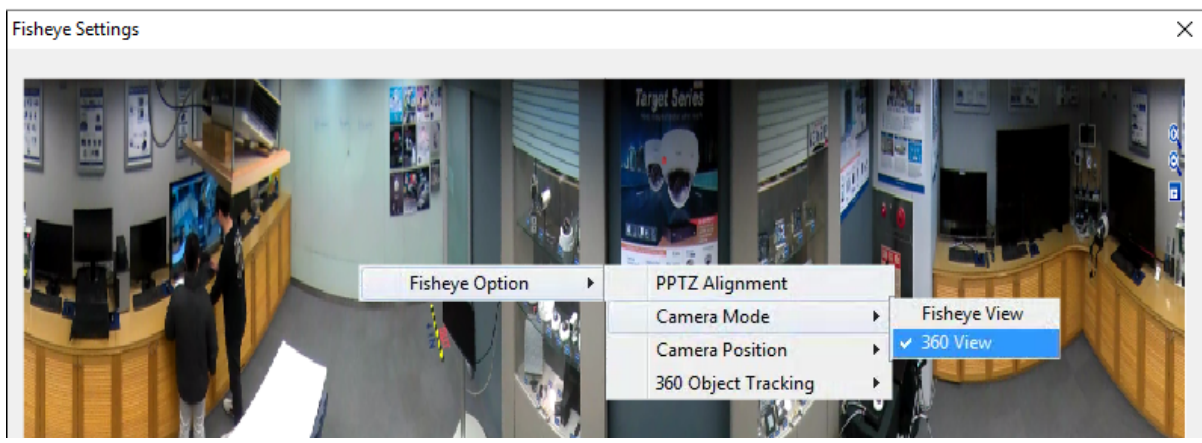 Fisheye Settings
Target Series
Fisheye Option
PPTZ Alignment
Camera Mode
Camera Position
360 Object Tracking
Fisheye View
360 View